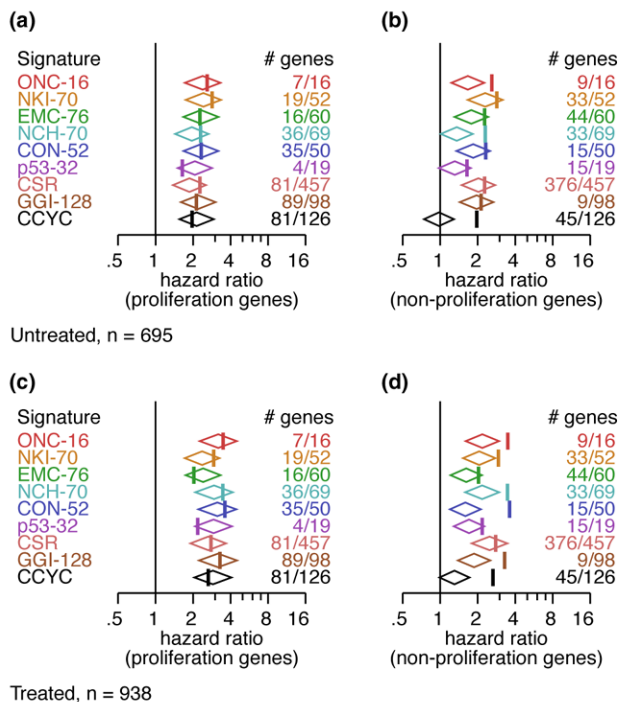 (a)
Signature # genes
ONC-16 7/16
NKI-70 19/52
EMC-76 16/60
NCH-70 36/69
CON-52 35/50
p53-32 4/19
CSR 81/457
GGI-128 89/98
CCYC 81/126
.5 1 2 4 8 16
hazard ratio
(proliferation genes)
(b)
# genes
9/16
33/52
44/60
33/69
15/50
15/19
376/457
9/98
45/126
.5 1 2 4 8 16
hazard ratio
(non-proliferation genes)
Untreated, n = 695
(c)
Signature # genes
ONC-16 7/16
NKI-70 19/52
EMC-76 16/60
NCH-70 36/69
CON-52 35/50
p53-32 4/19
CSR 81/457
GGI-128 89/98
CCYC 81/126
.5 1 2 4 8 16
hazard ratio
(proliferation genes)
(d)
# genes
9/16
33/52
44/60
33/69
15/50
15/19
376/457
9/98
45/126
.5 1 2 4 8 16
hazard ratio
(non-proliferation genes)
Treated, n = 938